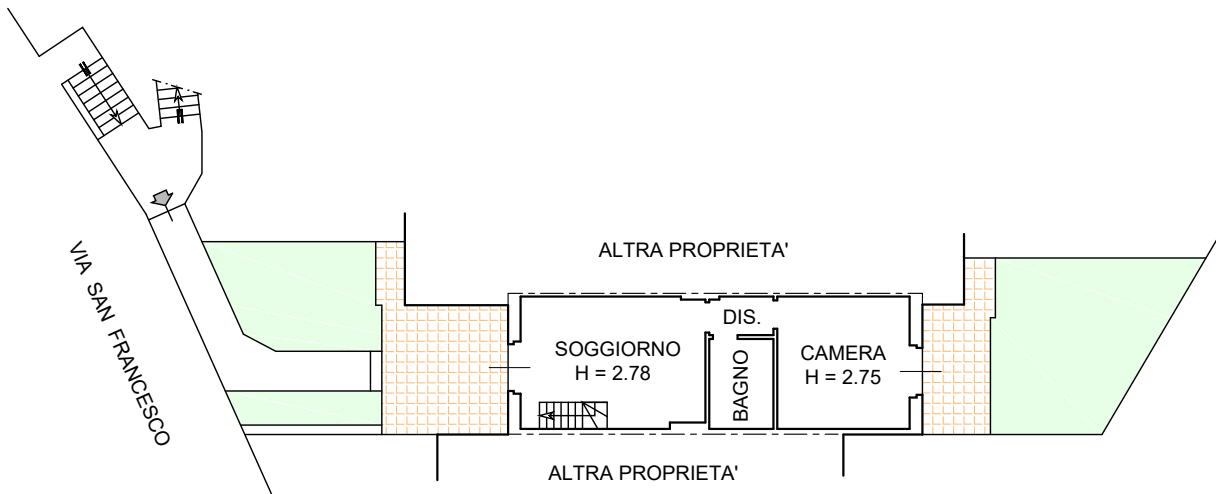 VIA SAN FRANCESCO
ALTRA PROPRIETA'
DIS.
SOGGIORNO
H = 2.78
BAGNO
CAMERA
H = 2.75
ALTRA PROPRIETA'